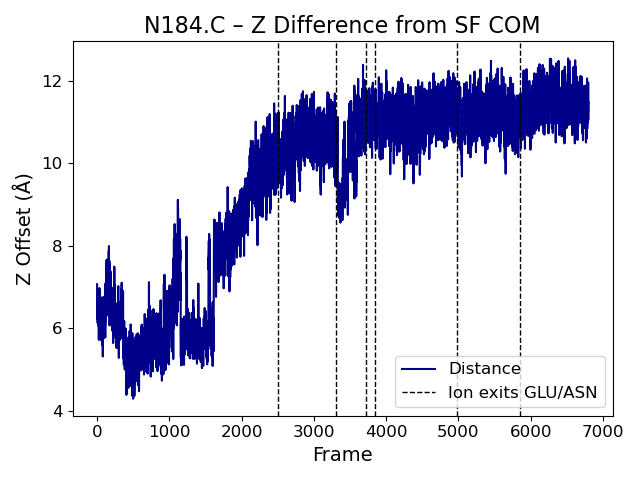 N184.C – Z Difference from SF COM
Z Offset (Å)
12
10
8
6
4
Distance
Ion exits GLU/ASN
0 1000 2000 3000 4000 5000 6000 7000
Frame